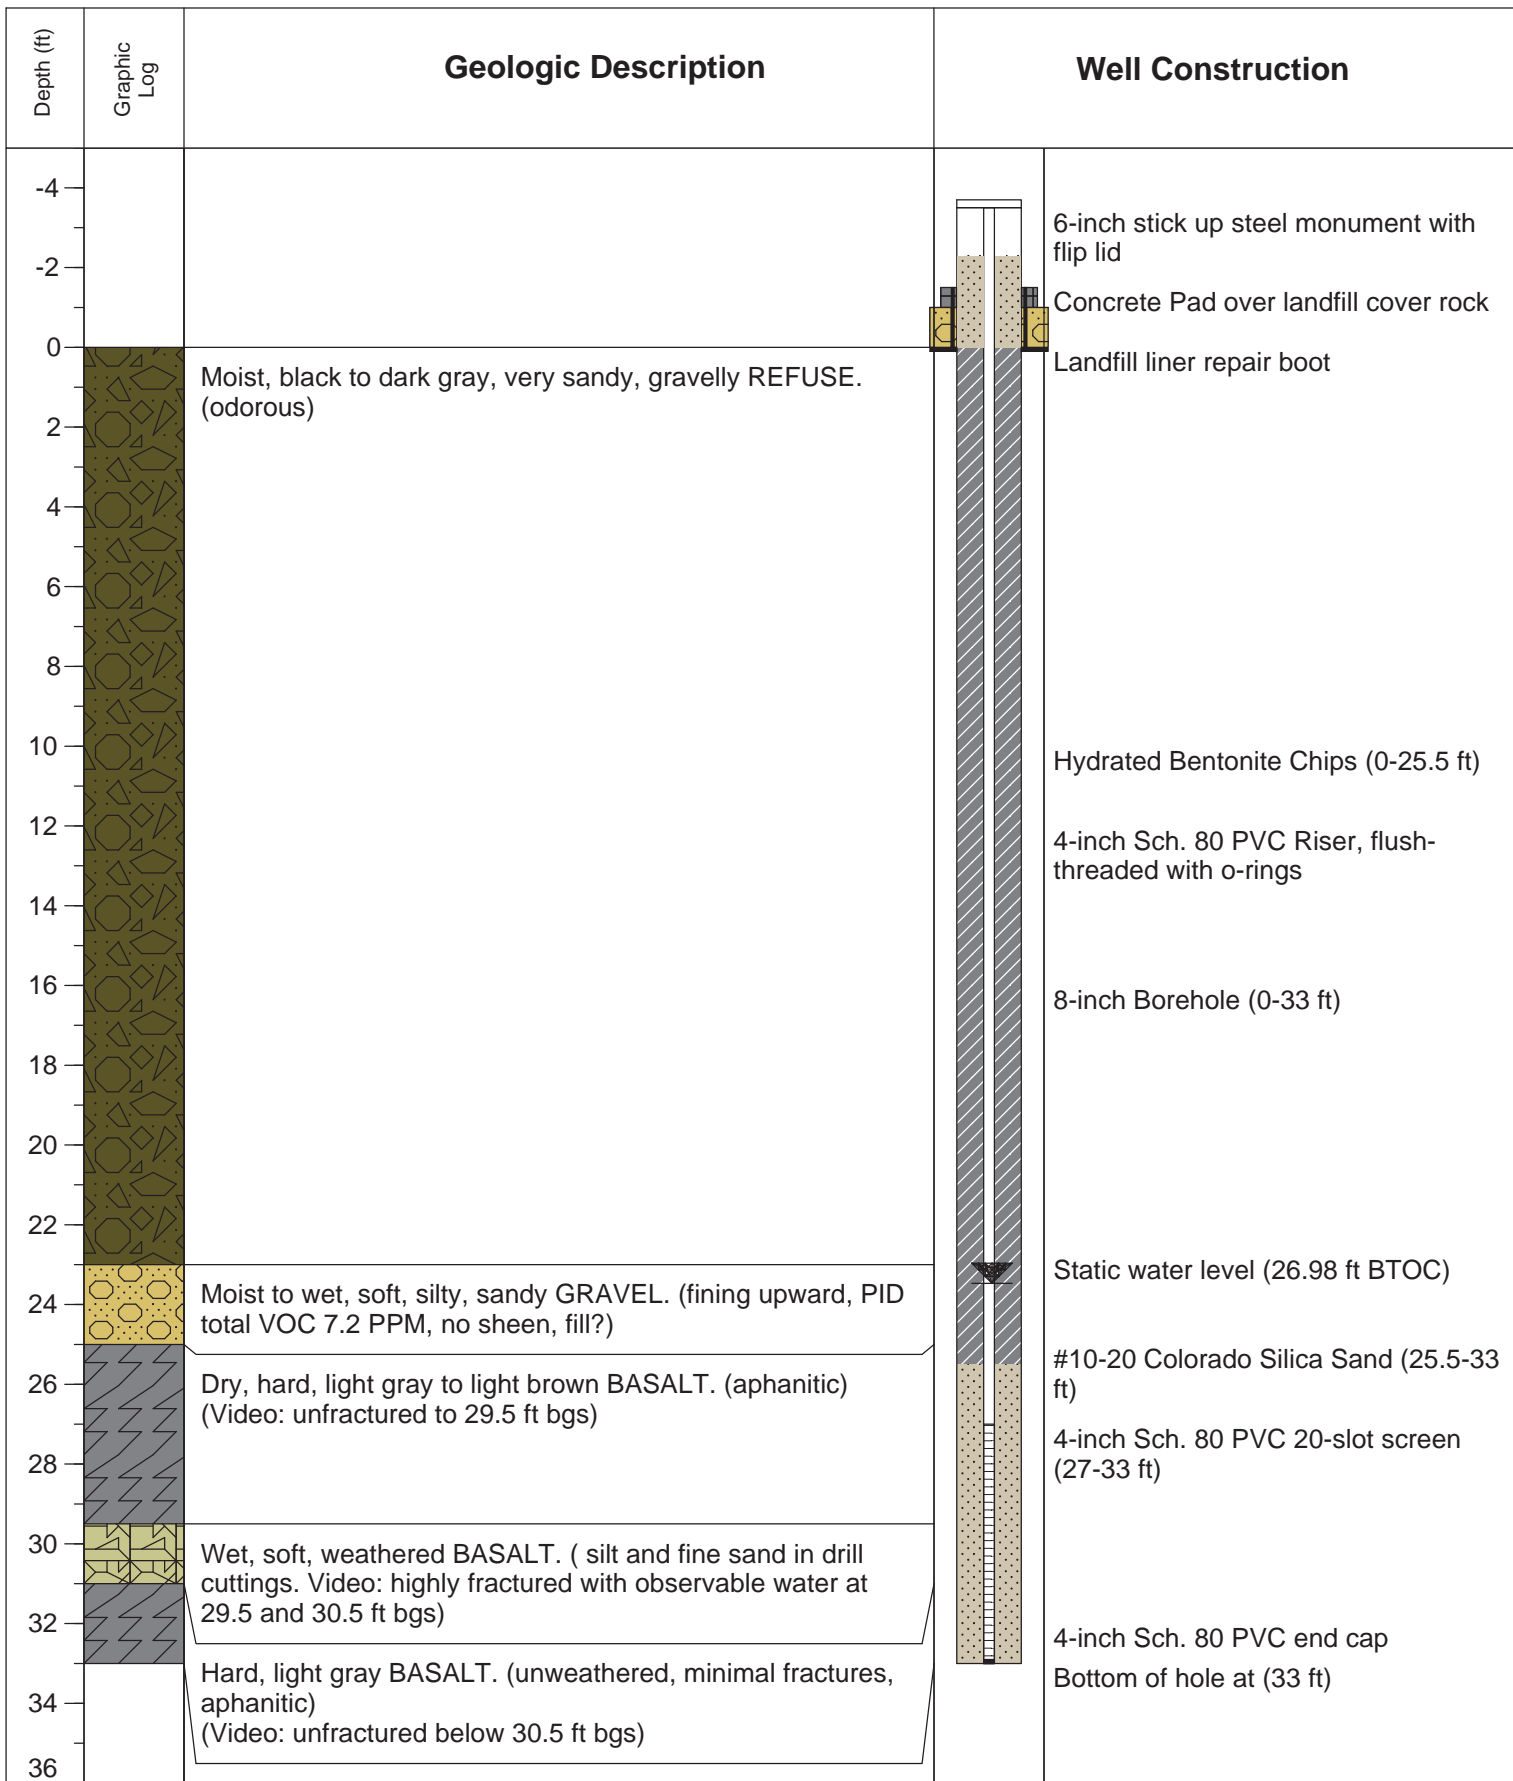 Depth (ft)
Graphic
Log
Geologic Description
Well Construction
-4
-2
0
2
4
6
8
10
12
14
16
18
20
22
24
26
28
30
32
34
36
Moist, black to dark gray, very sandy, gravelly REFUSE.
(odorous)
Moist to wet, soft, silty, sandy GRAVEL. (fining upward, PID
total VOC 7.2 PPM, no sheen, fill?)
Dry, hard, light gray to light brown BASALT. (aphanitic)
(Video: unfractured to 29.5 ft bgs)
Wet, soft, weathered BASALT. ( silt and fine sand in drill
cuttings. Video: highly fractured with observable water at
29.5 and 30.5 ft bgs)
Hard, light gray BASALT. (unweathered, minimal fractures,
aphanitic)
(Video: unfractured below 30.5 ft bgs)
6-inch stick up steel monument with
flip lid
Concrete Pad over landfill cover rock
Landfill liner repair boot
Hydrated Bentonite Chips (0-25.5 ft)
4-inch Sch. 80 PVC Riser, flush-
threaded with o-rings
8-inch Borehole (0-33 ft)
Static water level (26.98 ft BTOC)
#10-20 Colorado Silica Sand (25.5-33
ft)
4-inch Sch. 80 PVC 20-slot screen
(27-33 ft)
4-inch Sch. 80 PVC end cap
Bottom of hole at (33 ft)